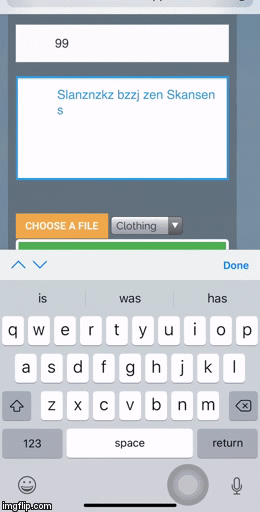 99
Slanznzkz bzzj zen Skansen
s
CHOOSE A FILE Clothing
Done
is was has
q w e r t y u i o p
a s d f g h j k l
z x c v b n m
123 space return
imgflip.com